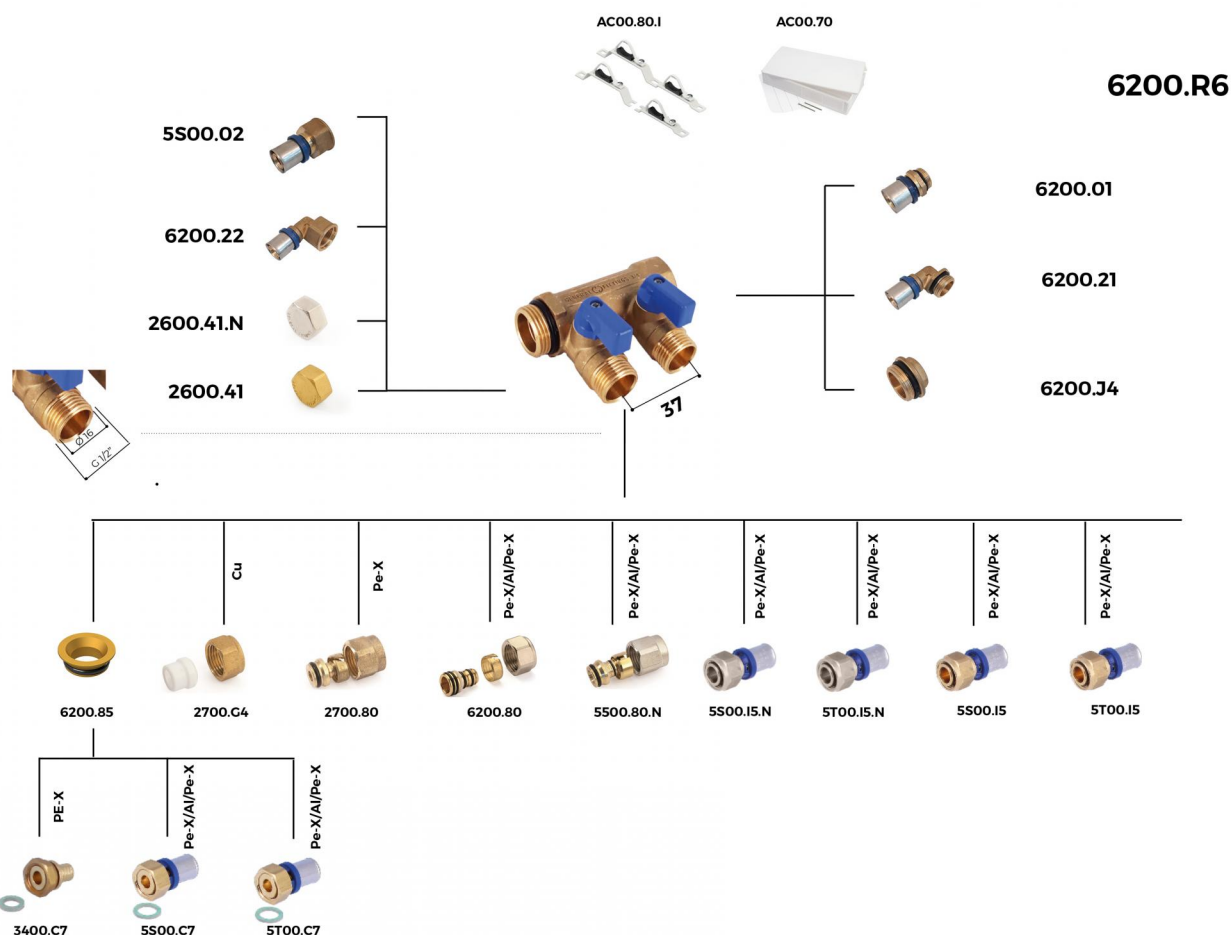 AC00.80.I
AC00.70
6200.R6
5S00.02
6200.22
2600.41.N
2600.41
6200.01
6200.21
6200.J4
37
Ø 16
G 1/2"
Cu
Pe-X
Pe-X/Al/Pe-X
Pe-X/Al/Pe-X
Pe-X/Al/Pe-X
Pe-X/Al/Pe-X
Pe-X/Al/Pe-X
Pe-X/Al/Pe-X
6200.85
2700.G4
2700.80
6200.80
5500.80.N
5S00.I5.N
5T00.I5.N
5S00.I5
5T00.I5
PE-X
Pe-X/Al/Pe-X
Pe-X/Al/Pe-X
3400.C7
5S00.C7
5T00.C7